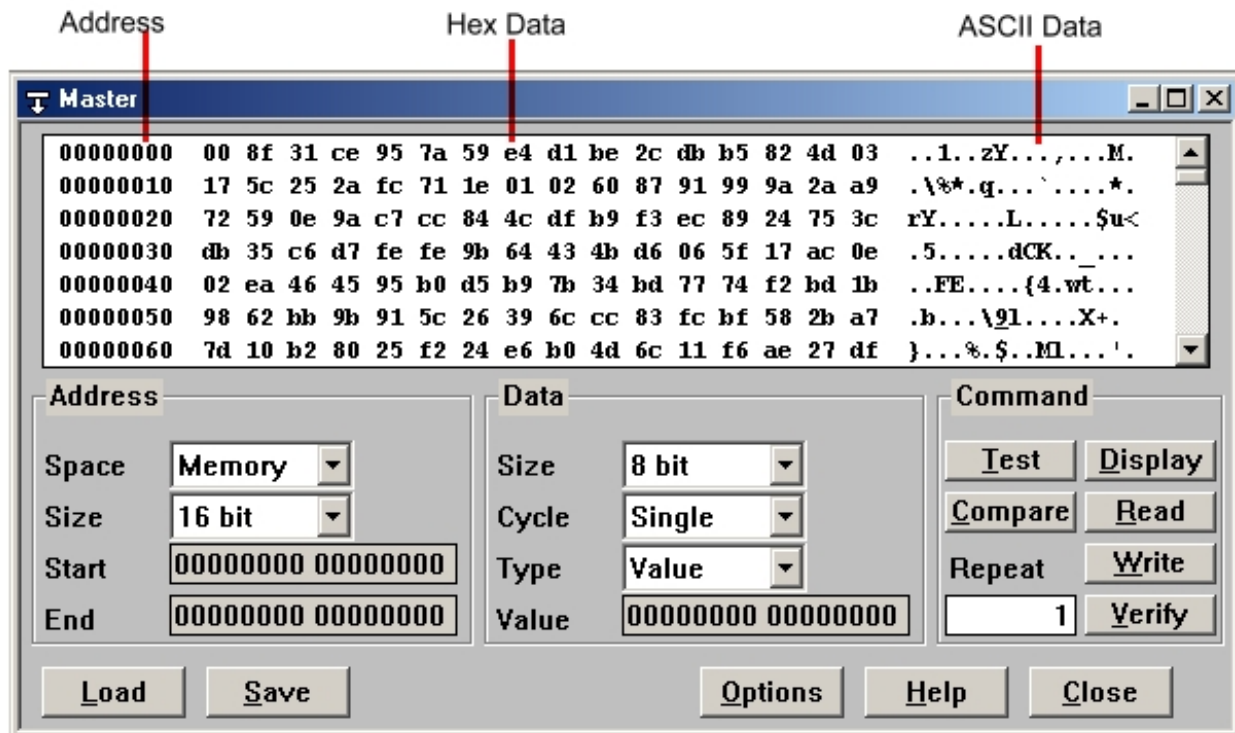 Address Hex Data ASCII Data
Master
00000000 00 8f 31 ce 95 7a 59 e4 d1 be 2c db b5 82 4d 03 ..1..zY...,...M.
00000010 17 5c 25 2a fc 71 1e 01 02 60 87 91 99 9a 2a a9 .\%*.q...`....*.
00000020 72 59 0e 9a c7 cc 84 4c df b9 f3 ec 89 24 75 3c rY.....L.....$u<
00000030 db 35 c6 d7 fe fe 9b 64 43 4b d6 06 5f 17 ac 0e .5.....dCK.._...
00000040 02 ea 46 45 95 b0 d5 b9 7b 34 bd 77 74 f2 bd 1b ..FE....{4.wt...
00000050 98 62 bb 9b 91 5c 26 39 6c cc 83 fc bf 58 2b a7 .b...\9l....X+.
00000060 7d 10 b2 80 25 f2 24 e6 b0 4d 6c 11 f6 ae 27 df }...%.$..Ml...'.
Address Data Command
Space Memory Size 8 bit Test Display
Size 16 bit Cycle Single Compare Read
Start 00000000 00000000 Type Value Repeat Write
End 00000000 00000000 Value 00000000 00000000 1 Verify
Load Save Options Help Close